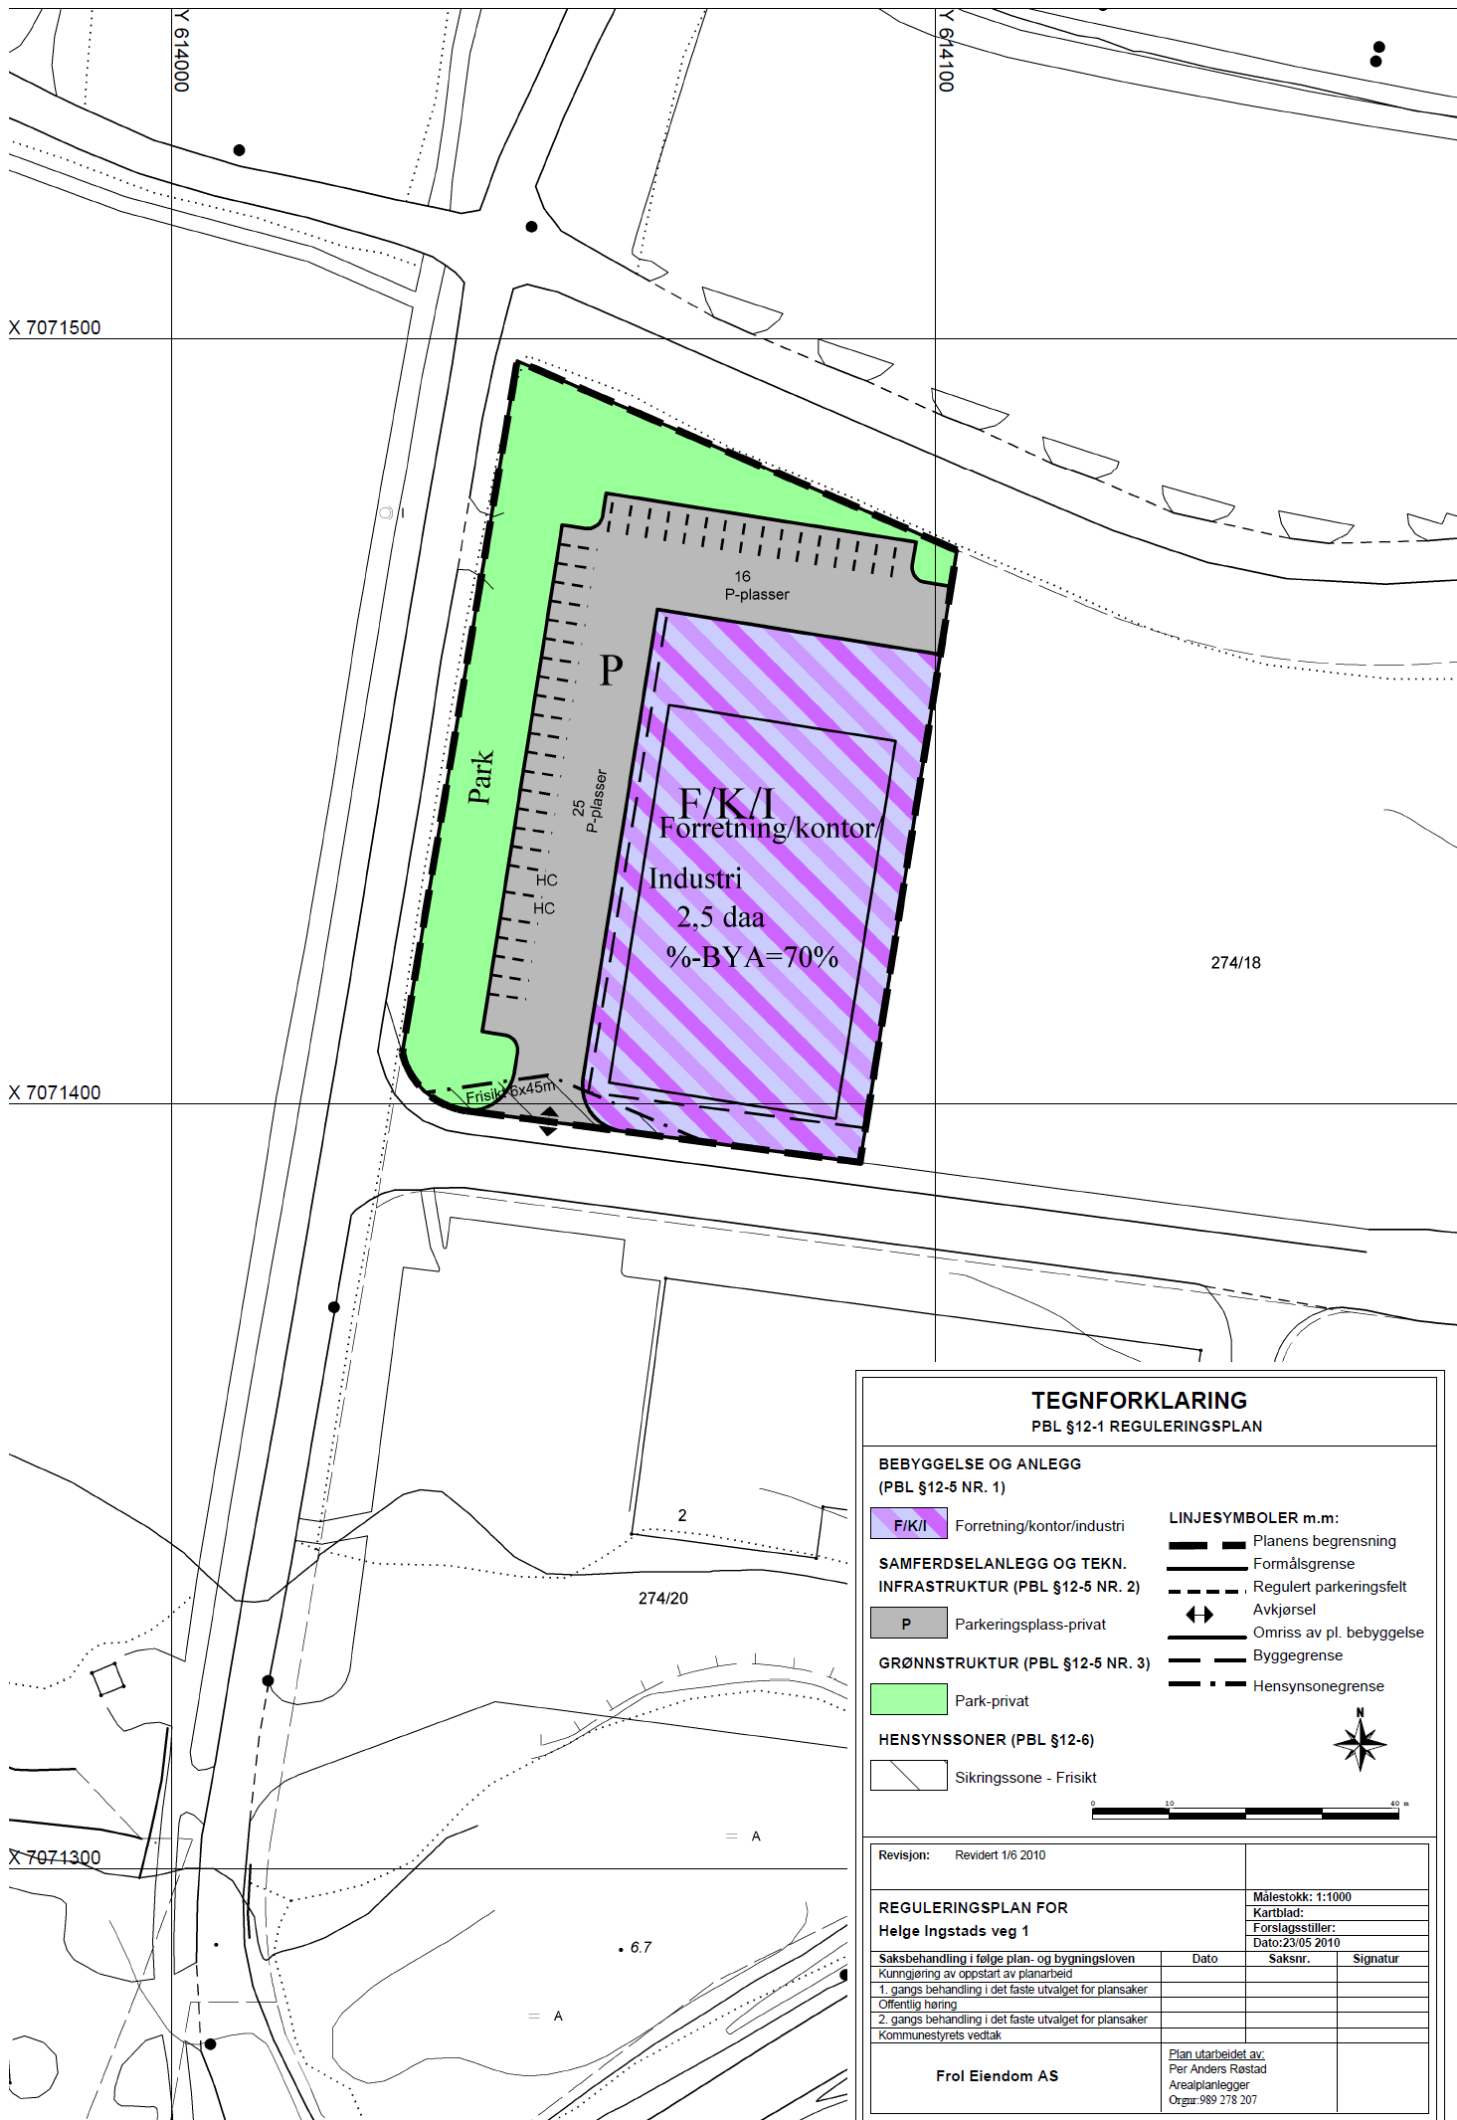 Y 614000
Y 614100
X 7071500
16
P-plasser
P
Park
25
P-plasser
F/K/I
Forretning/kontor/
Industri
2,5 daa
%-BYA=70%
HC
HC
274/18
X 7071400
Frisikt 6x45m
2
274/20
A
X 7071300
6.7
A
TEGNFORKLARING
PBL §12-1 REGULERINGSPLAN
BEBYGGELSE OG ANLEGG
(PBL §12-5 NR. 1)
F/K/I Forretning/kontor/industri
SAMFERDSELANLEGG OG TEKN.
INFRASTRUKTUR (PBL §12-5 NR. 2)
P Parkeringsplass-privat
GRØNNSTRUKTUR (PBL §12-5 NR. 3)
Park-privat
HENSYNSSONER (PBL §12-6)
Sikringssone - Frisikt
LINJESYMBOLER m.m:
Planens begrensning
Formålsgrense
Regulert parkeringsfelt
Avkjørsel
Omriss av pl. bebyggelse
Byggegrense
Hensynsonegrense
N
0 10 40 m
Revisjon: Revidert 1/6 2010
REGULERINGSPLAN FOR
Helge Ingstads veg 1
Målestokk: 1:1000
Kartblad:
Forslagsstiller:
Dato:23/05 2010
Saksbehandling i følge plan- og bygningsloven Dato Saksnr. Signatur
Kunngjøring av oppstart av planarbeid
1. gangs behandling i det faste utvalget for plansaker
Offentlig høring
2. gangs behandling i det faste utvalget for plansaker
Kommunestyrets vedtak
Frol Eiendom AS
Plan utarbeidet av:
Per Anders Røstad
Arealplanlegger
Orgnr:989 278 207